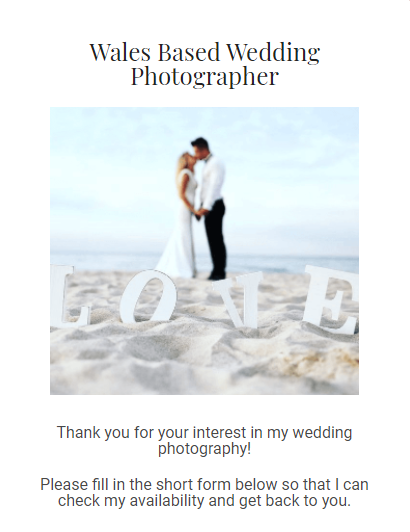 Wales Based Wedding
Photographer
LOVE
Thank you for your interest in my wedding
photography!
Please fill in the short form below so that I can
check my availability and get back to you.